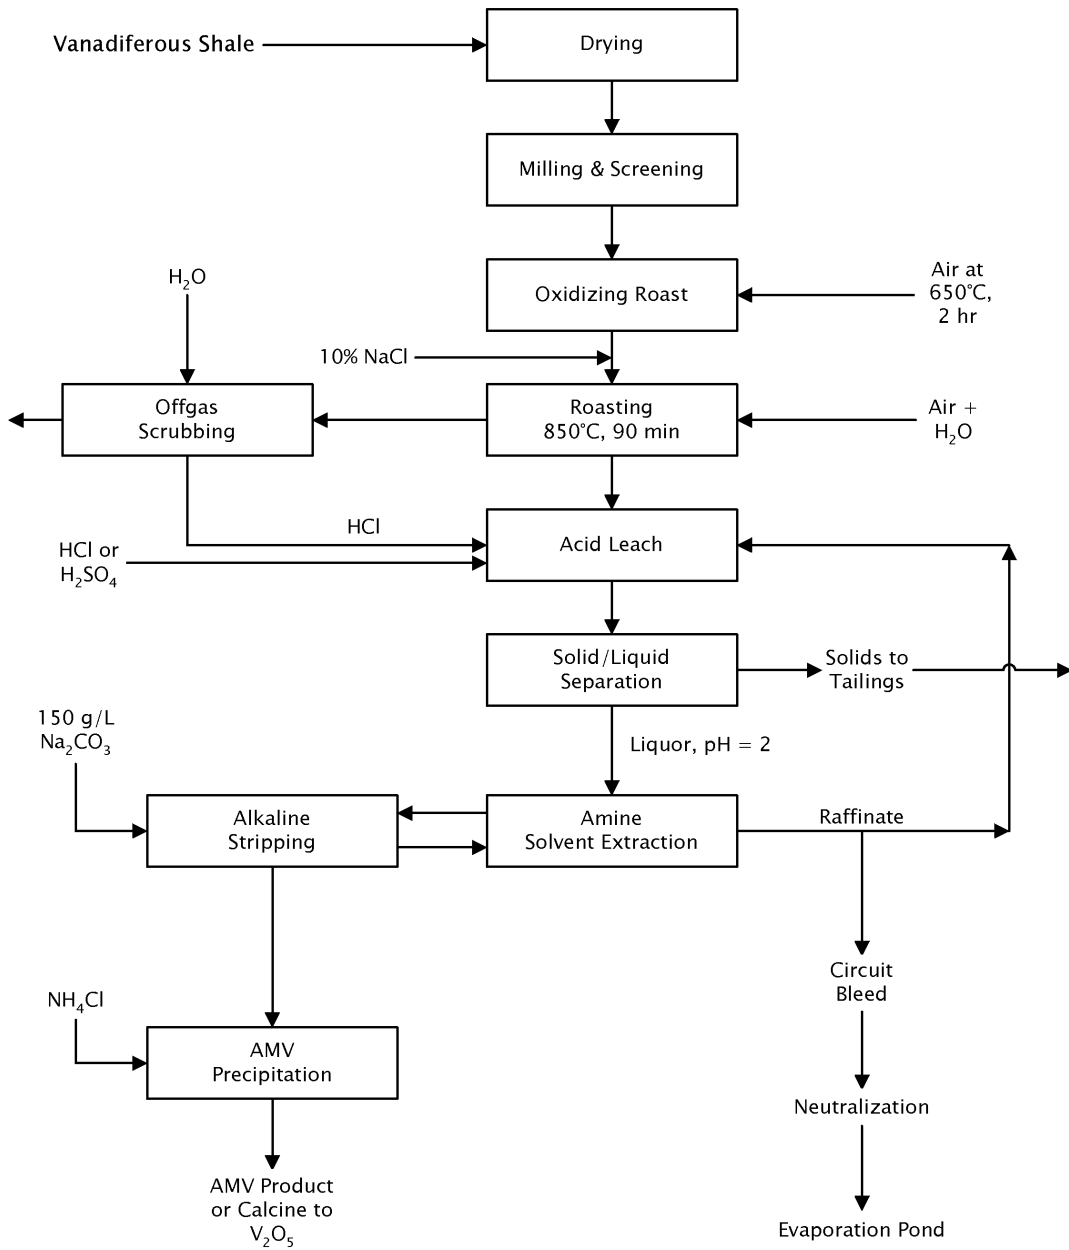 Vanadiferous Shale
Drying
Milling & Screening
Oxidizing Roast
Air at
650°C,
2 hr
H₂O
10% NaCl
Offgas
Scrubbing
Roasting
850°C, 90 min
Air +
H₂O
HCl
HCl or
H₂SO₄
Acid Leach
Solid/Liquid
Separation
Solids to
Tailings
Liquor, pH = 2
150 g/L
Na₂CO₃
Alkaline
Stripping
Amine
Solvent Extraction
Raffinate
Circuit
Bleed
NH₄Cl
AMV
Precipitation
Neutralization
AMV Product
or Calcine to
V₂O₅
Evaporation Pond